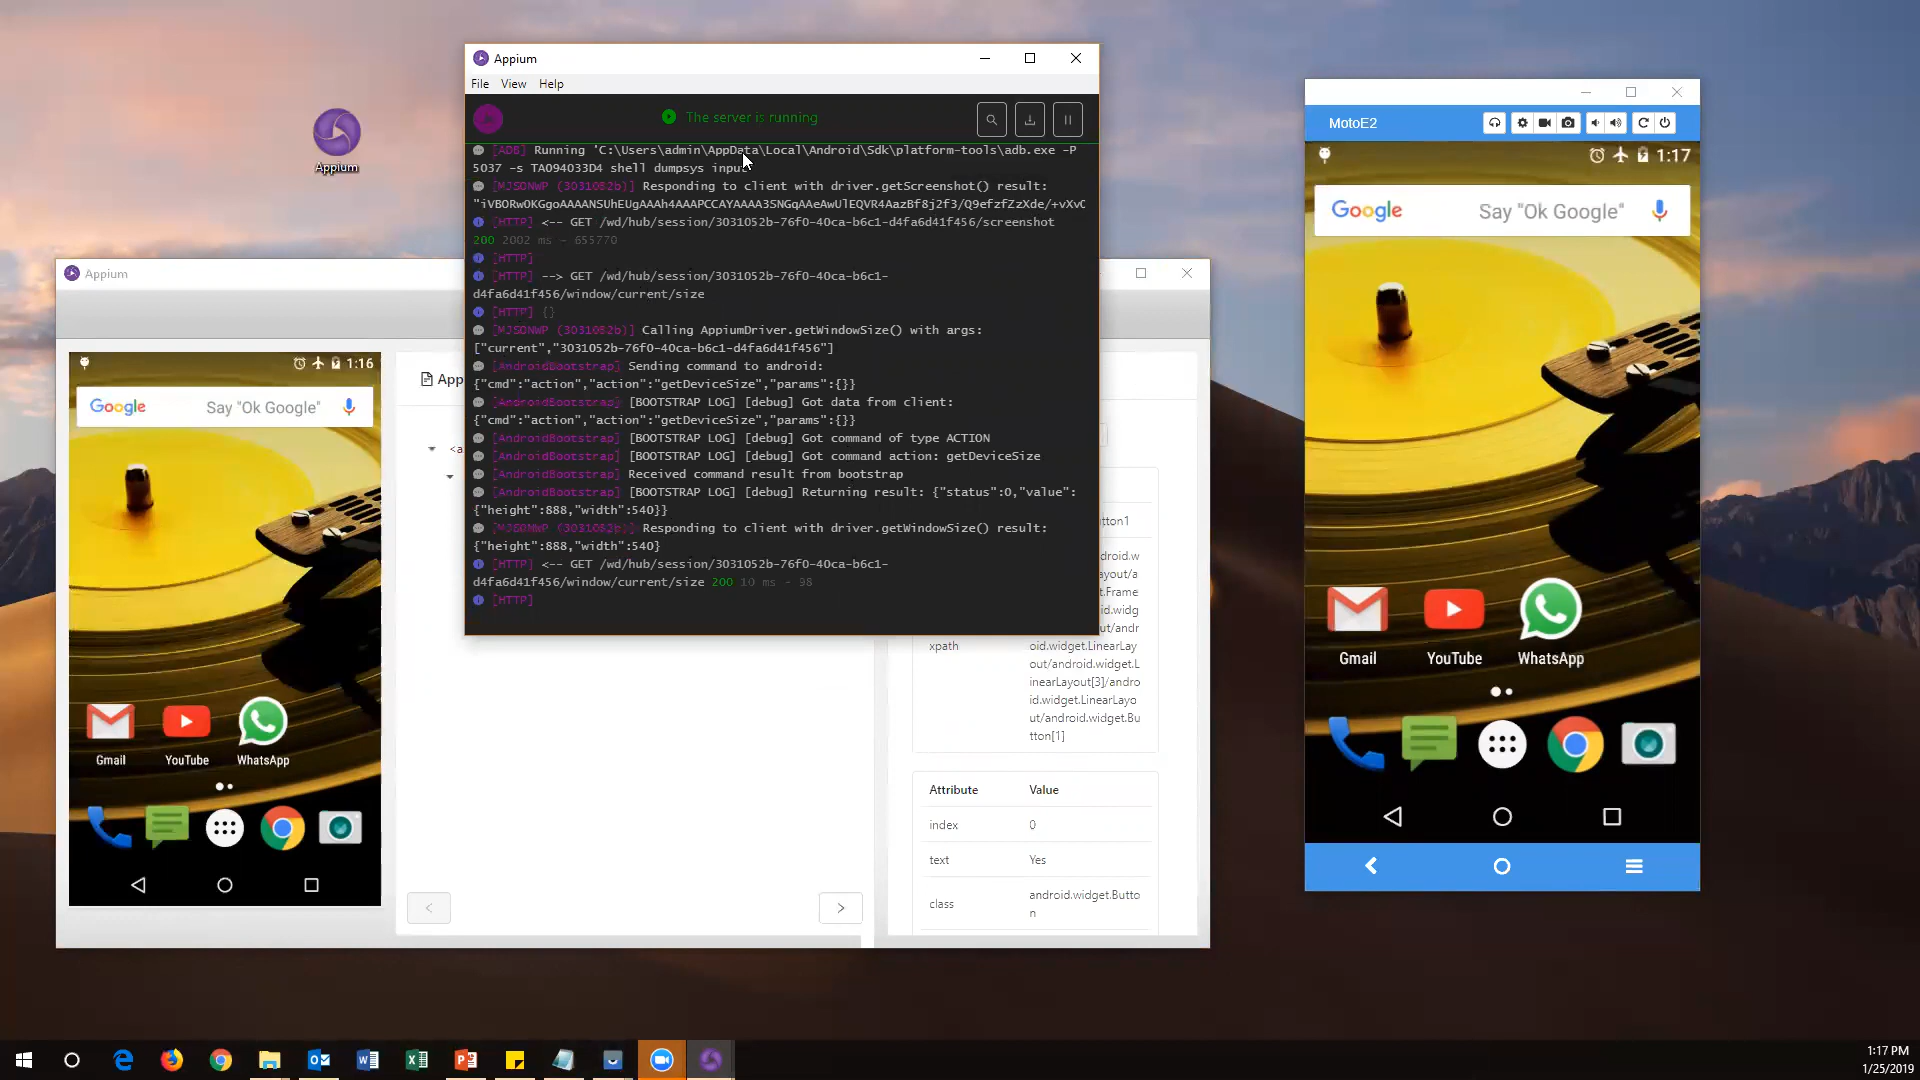 Appium
Appium
File View Help
The server is running
[ADB] Running 'C:\Users\admin\AppData\Local\Android\Sdk\platform-tools\adb.exe -P
5037 -s TA094033D4 shell dumpsys input'
[MJSONWP (3031052b)] Responding to client with driver.getScreenshot() result:
[HTTP] <-- GET /wd/hub/session/3031052b-76f0-40ca-b6c1-d4fa6d41f456/screenshot
200 2002 ms - 655770
[HTTP]
[HTTP] --> GET /wd/hub/session/3031052b-76f0-40ca-b6c1-
d4fa6d41f456/window/current/size
[HTTP] {}
[MJSONWP (3031052b)] Calling AppiumDriver.getWindowSize() with args:
["current","3031052b-76f0-40ca-b6c1-d4fa6d41f456"]
[AndroidBootstrap] Sending command to android:
{"cmd":"action","action":"getDeviceSize","params":{}}
[AndroidBootstrap] [BOOTSTRAP LOG] [debug] Got data from client:
{"cmd":"action","action":"getDeviceSize","params":{}}
[AndroidBootstrap] [BOOTSTRAP LOG] [debug] Got command of type ACTION
[AndroidBootstrap] [BOOTSTRAP LOG] [debug] Got command action: getDeviceSize
[AndroidBootstrap] Received command result from bootstrap
[AndroidBootstrap] [BOOTSTRAP LOG] [debug] Returning result: {"status":0,"value":
{"height":888,"width":540}}
[MJSONWP (3031052b)] Responding to client with driver.getWindowSize() result:
{"height":888,"width":540}
[HTTP] <-- GET /wd/hub/session/3031052b-76f0-40ca-b6c1-
d4fa6d41f456/window/current/size 200 10 ms - 98
[HTTP]
Appium
1:16
Google Say "Ok Google"
Gmail YouTube WhatsApp
App
<a
tton1
droid.w
ayout/a
.Frame
id.widg
out/andr
xpath
oid.widget.LinearLay
out/android.widget.L
inearLayout[3]/andro
id.widget.LinearLayo
ut/android.widget.Bu
tton[1]
Attribute Value
index 0
text Yes
class android.widget.Butto
n
MotoE2
1:17
Google Say "Ok Google"
Gmail YouTube WhatsApp
1:17 PM
1/25/2019